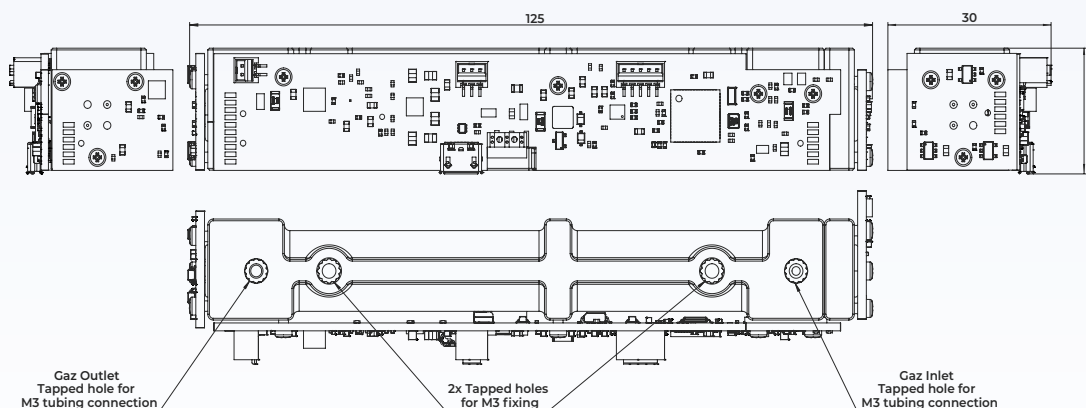 125
30
Gaz Outlet
Tapped hole for
M3 tubing connection
2x Tapped holes
for M3 fixing
Gaz Inlet
Tapped hole for
M3 tubing connection